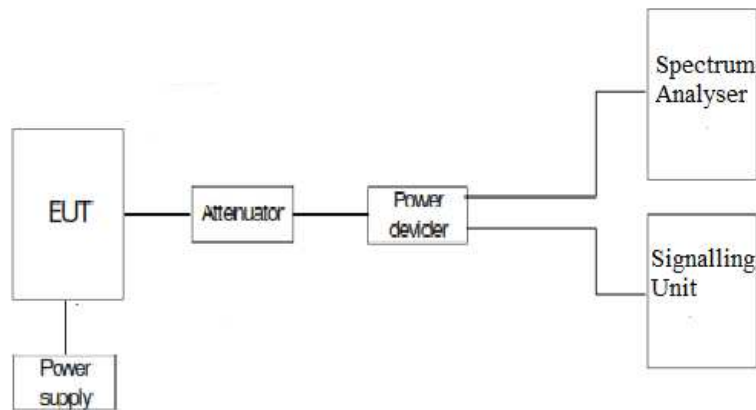 Spectrum
Analyser
EUT
Attenuator
Power
devider
Signalling
Unit
Power
supply